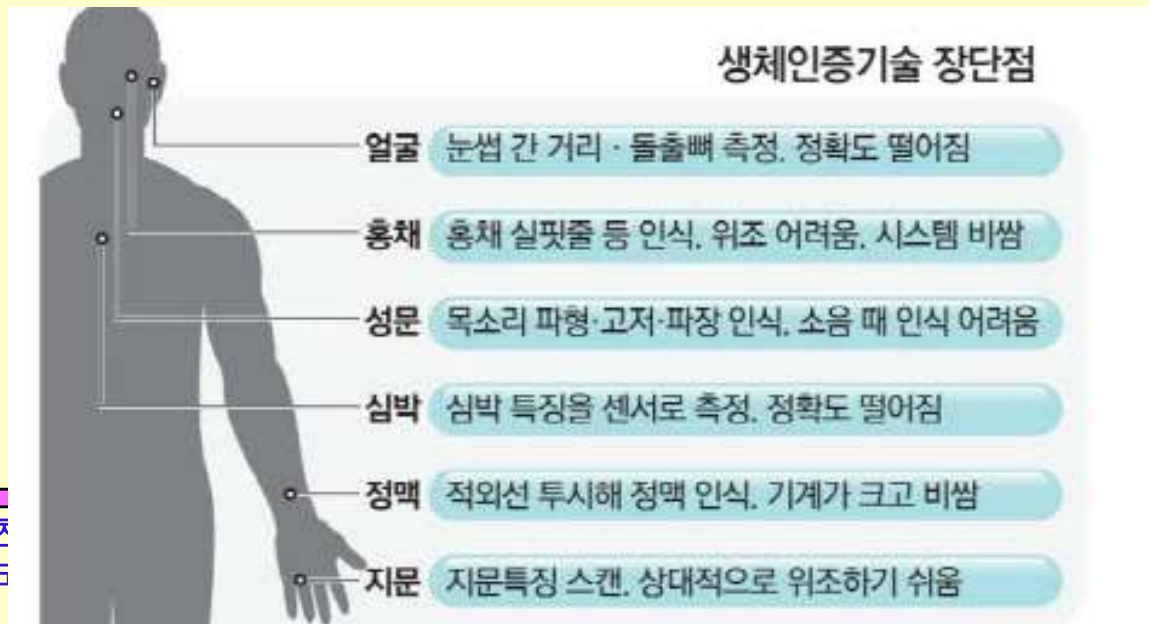 생체인증기술 장단점
얼굴 눈썹 간 거리 · 돌출뼈 측정. 정확도 떨어짐
홍채 홍채 실핏줄 등 인식. 위조 어려움. 시스템 비쌈
성문 목소리 파형·고저·파장 인식. 소음 때 인식 어려움
심박 심박 특징을 센서로 측정. 정확도 떨어짐
정맥 적외선 투시해 정맥 인식. 기계가 크고 비쌈
지문 지문특징 스캔. 상대적으로 위조하기 쉬움